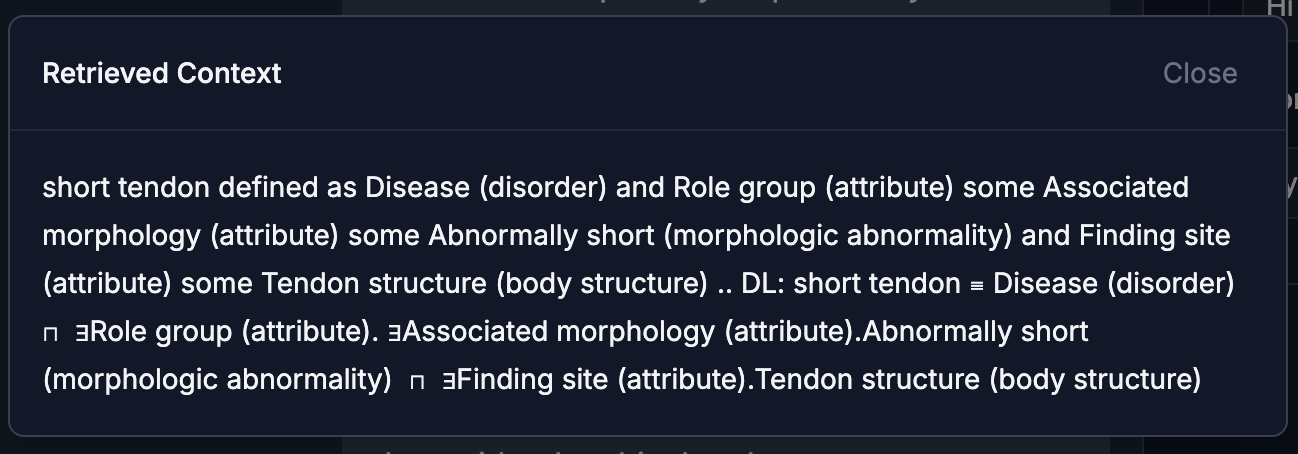 Hi
Retrieved Context
Close
short tendon defined as Disease (disorder) and Role group (attribute) some Associated
morphology (attribute) some Abnormally short (morphologic abnormality) and Finding site
(attribute) some Tendon structure (body structure) .. DL: short tendon ≡ Disease (disorder)
⊓ ∃Role group (attribute). ∃Associated morphology (attribute).Abnormally short
(morphologic abnormality) ⊓ ∃Finding site (attribute).Tendon structure (body structure)